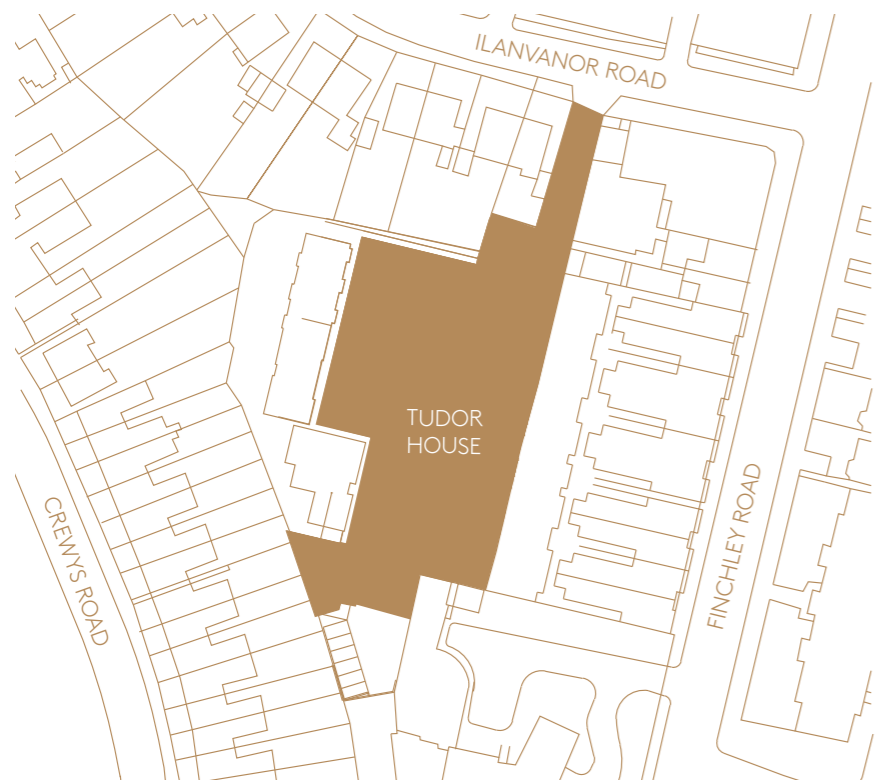 ILANVANOR ROAD
TUDOR
HOUSE
CREWYS ROAD
FINCHLEY ROAD